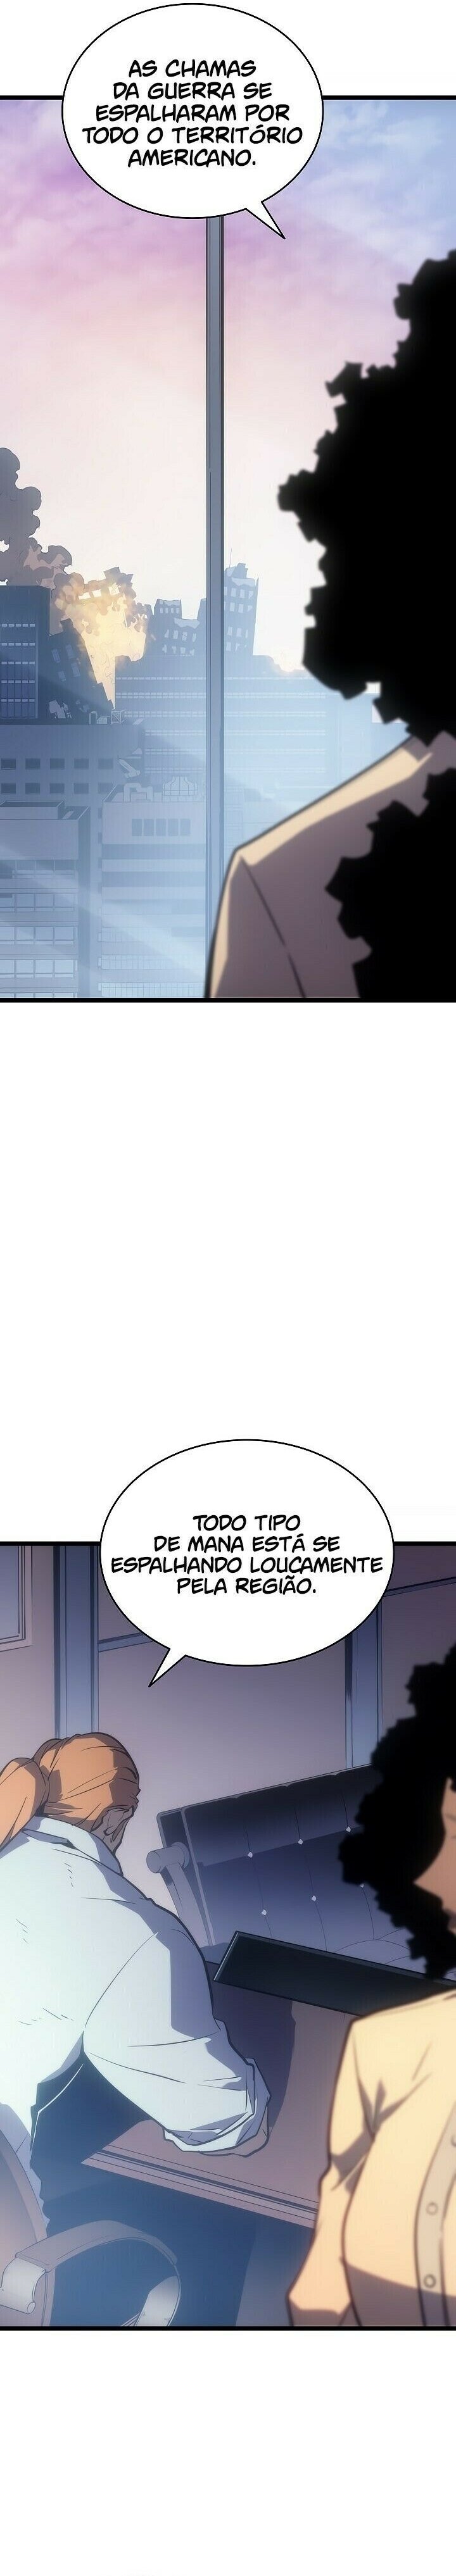 AS CHAMAS
DA GUERRA SE
ESPALHARAM POR
TODO O TERRITÓRIO
AMERICANO.
TODO TIPO
DE MANA ESTÁ SE
ESPALHANDO LOUCAMENTE
PELA REGIÃO.